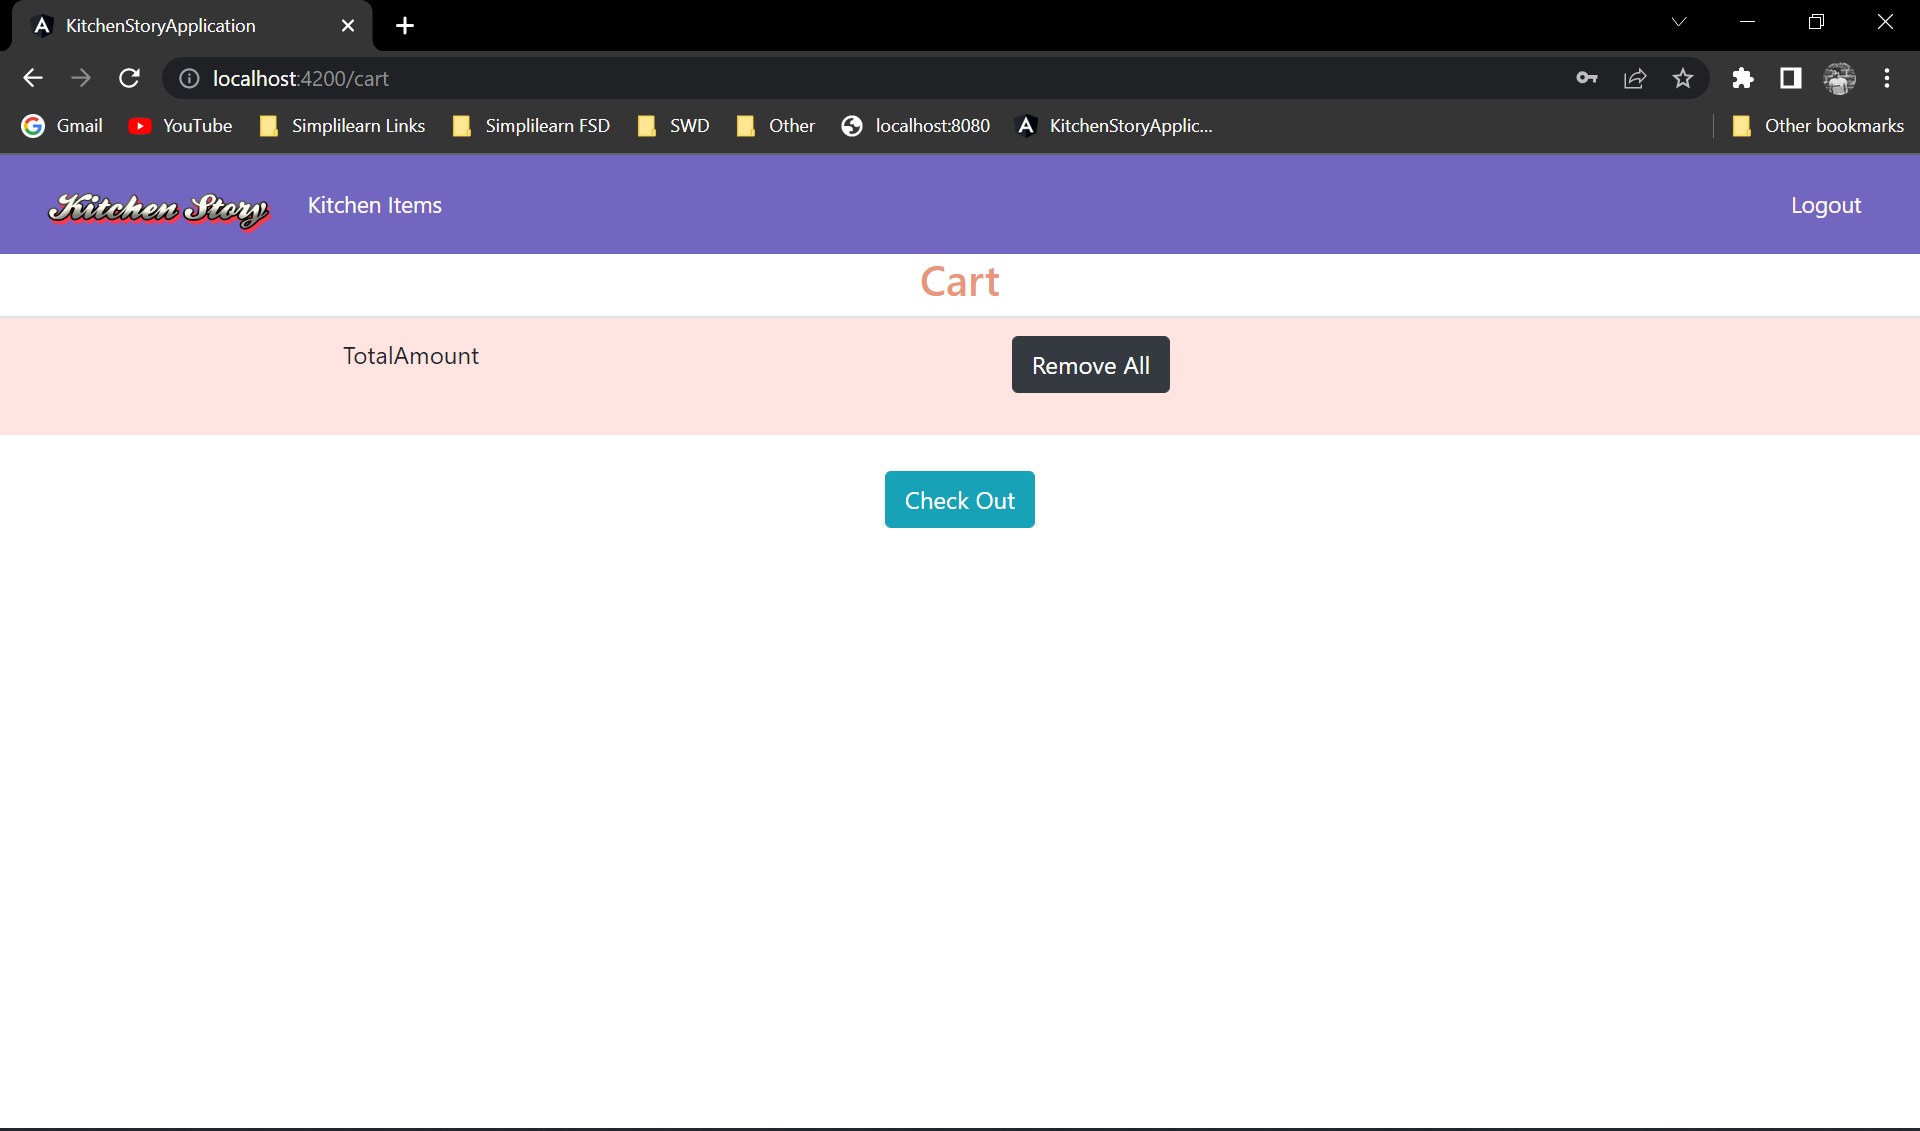 KitchenStoryApplication
localhost:4200/cart
Gmail YouTube Simplilearn Links Simplilearn FSD SWD Other localhost:8080 KitchenStoryApplic... Other bookmarks
Kitchen Story Kitchen Items Logout
Cart
TotalAmount Remove All
Check Out